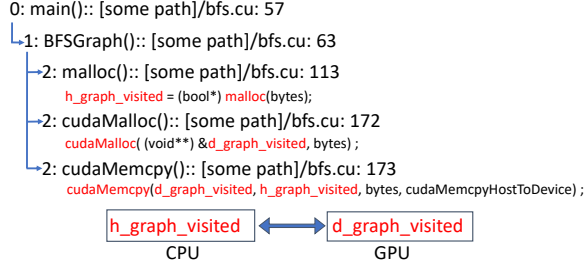 0: main():: [some path]/bfs.cu: 57
1: BFSGraph():: [some path]/bfs.cu: 63
2: malloc():: [some path]/bfs.cu: 113
h_graph_visited = (bool*) malloc(bytes);
2: cudaMalloc():: [some path]/bfs.cu: 172
cudaMalloc( (void**) &d_graph_visited, bytes) ;
2: cudaMemcpy():: [some path]/bfs.cu: 173
cudaMemcpy(d_graph_visited, h_graph_visited, bytes, cudaMemcpyHostToDevice) ;
h_graph_visited d_graph_visited
CPU GPU